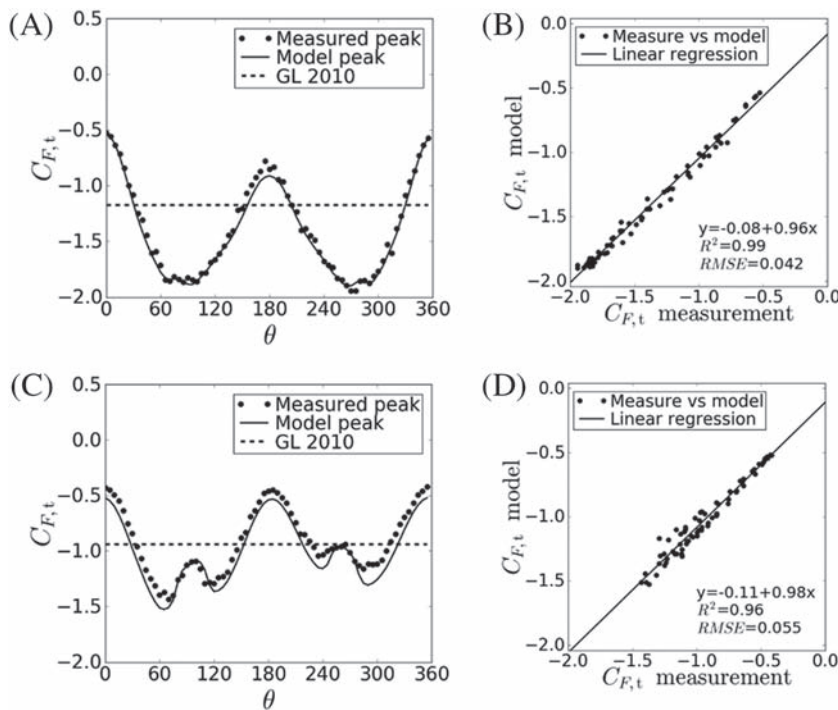 (A)
0.5
0.0
−0.5
−1.0
−1.5
−2.0
C_{F,t}
Measured peak
Model peak
GL 2010
0 60 120 180 240 300 360
θ
(B)
0.0
−0.5
−1.0
−1.5
−2.0
C_{F,t} model
Measure vs model
Linear regression
y=-0.08+0.96x
R²=0.99
RMSE=0.042
−2.0 −1.5 −1.0 −0.5 0.0
C_{F,t} measurement
(C)
0.5
0.0
−0.5
−1.0
−1.5
−2.0
C_{F,t}
Measured peak
Model peak
GL 2010
0 60 120 180 240 300 360
θ
(D)
0.0
−0.5
−1.0
−1.5
−2.0
C_{F,t} model
Measure vs model
Linear regression
y=-0.11+0.98x
R²=0.96
RMSE=0.055
−2.0 −1.5 −1.0 −0.5 0.0
C_{F,t} measurement